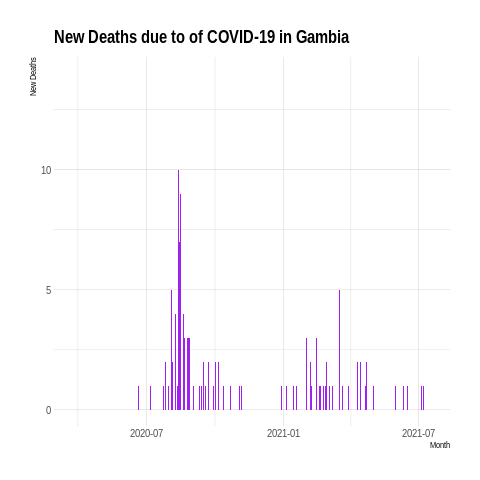 New Deaths due to of COVID-19 in Gambia
New Deaths
10
5
0
2020-07
2021-01
2021-07
Month